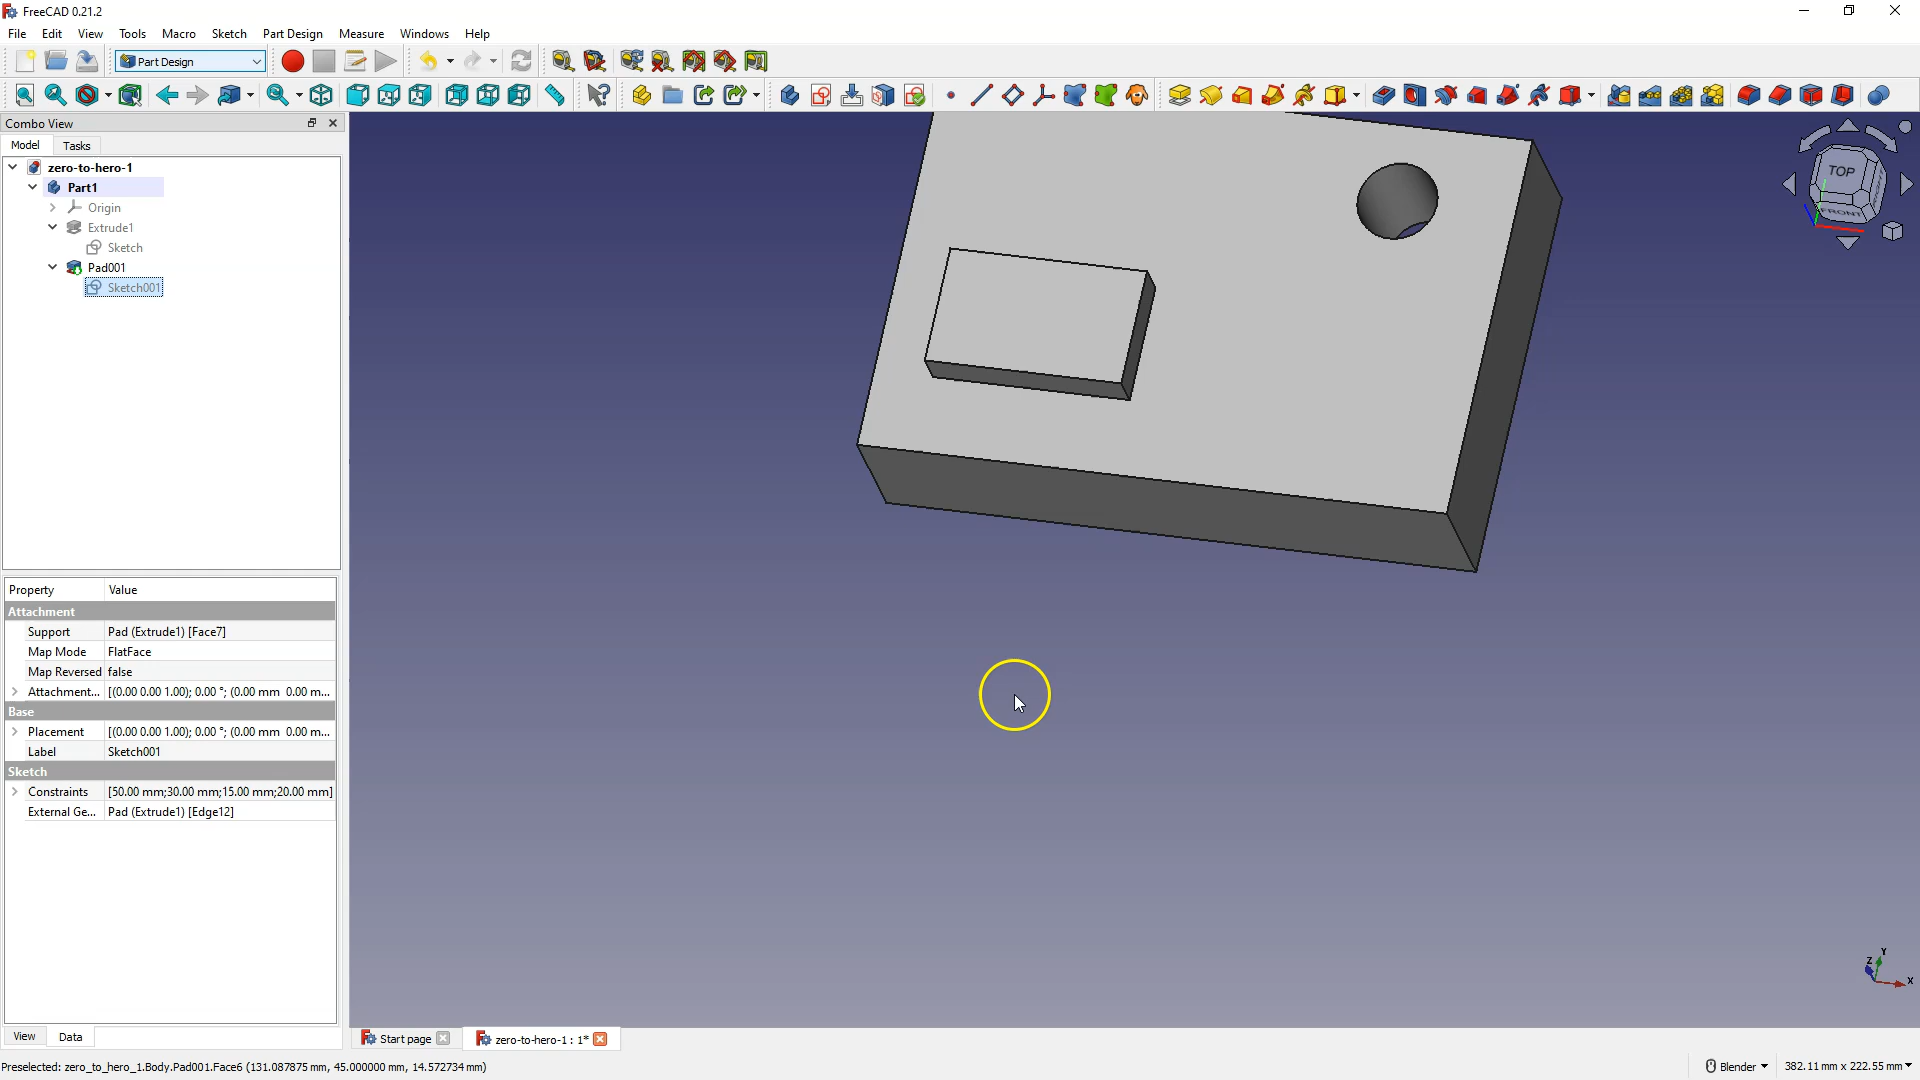 FreeCAD 0.21.2
File Edit View Tools Macro Sketch Part Design Measure Windows Help
Part Design
Combo View
Model Tasks
zero-to-hero-1
Part1
Origin
Extrude1
Sketch
Pad001
Sketch001
TOP
FRONT
Property Value
Attachment
Support Pad (Extrude1) [Face7]
Map Mode FlatFace
Map Reversed false
Attachment... [(0.00 0.00 1.00); 0.00 °; (0.00 mm 0.00 m...
Base
Placement [(0.00 0.00 1.00); 0.00 °; (0.00 mm 0.00 m...
Label Sketch001
Sketch
Constraints [50.00 mm;30.00 mm;15.00 mm;20.00 mm]
External Ge... Pad (Extrude1) [Edge12]
Y
Z
X
View Data
Start page zero-to-hero-1 : 1*
Preselected: zero_to_hero_1.Body.Pad001.Face6 (131.087875 mm, 45.000000 mm, 14.572734 mm)
Blender 382.11 mm x 222.55 mm